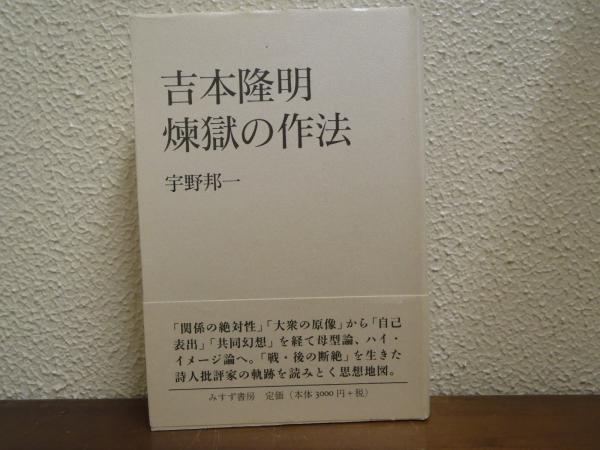 吉本隆明
煉獄の作法
宇野邦一
「関係の絶対性」「大衆の原像」から「自己
表出」「共同幻想」を経て母型論、ハイ・
イメージ論へ。「戦・後の断絶」を生きた
詩人批評家の軌跡を読みとく思想地図。
みすず書房 定価(本体3000円+税)